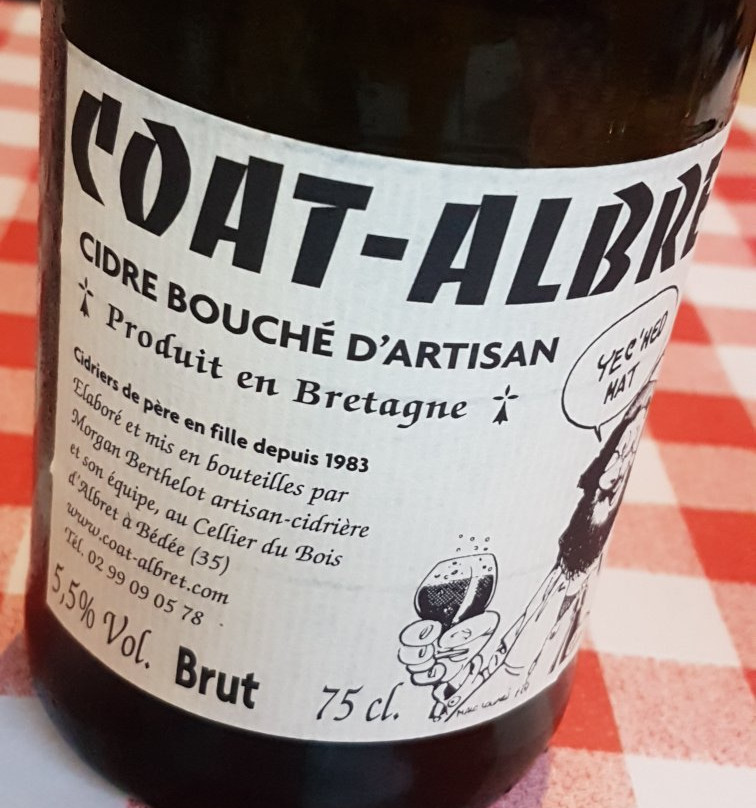 COAT-ALBRE
CIDRE BOUCHÉ D'ARTISAN
Produit en Bretagne
YEC'HED
MAT
Cidriers de père en fille depuis 1983
Elaboré et mis en bouteilles par
Morgan Berthelot artisan-cidrière
et son équipe, au Cellier du Bois
d'Albret à Bédée (35)
www.coat-albret.com
Tél. 02 99 09 05 78
5,5% Vol.
Brut
75 cl.